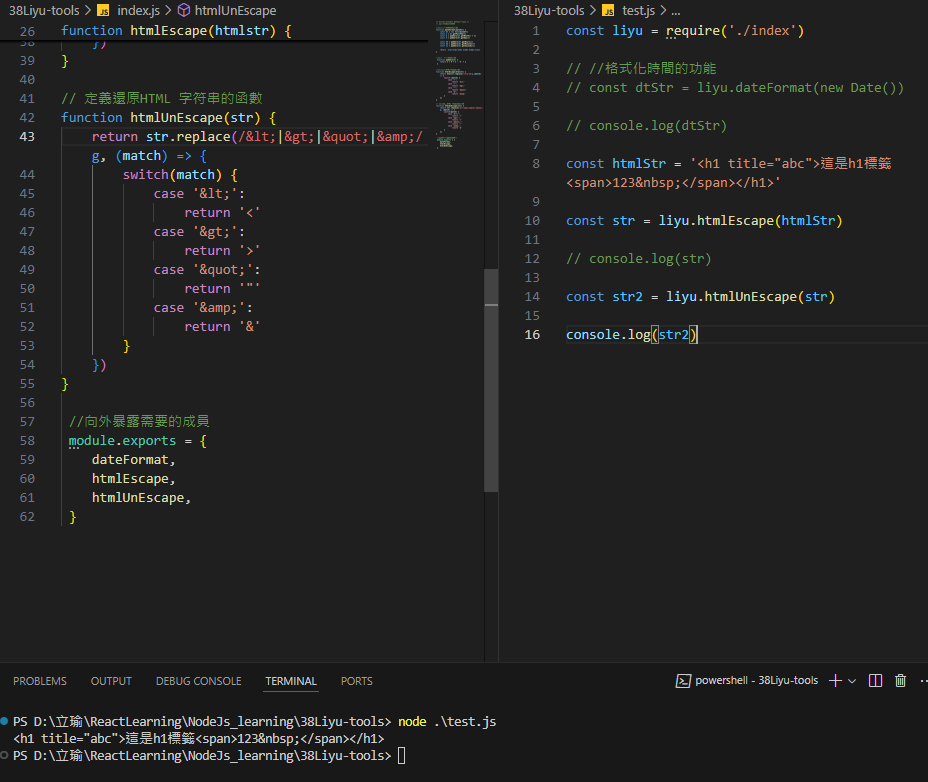 38Liyu-tools > JS index.js > htmlUnEscape
26 function htmlEscape(htmlstr) {
38 })
39 }
40
41 // 定義還原HTML 字符串的函數
42 function htmlUnEscape(str) {
43 return str.replace(/&lt;|&gt;|&quot;|&amp;/
g, (match) => {
44 switch(match) {
45 case '&lt;':
46 return '<'
47 case '&gt;':
48 return '>'
49 case '&quot;':
50 return '"'
51 case '&amp;':
52 return '&'
53 }
54 })
55 }
56
57 //向外暴露需要的成員
58 module.exports = {
59 dateFormat,
60 htmlEscape,
61 htmlUnEscape,
62 }
38Liyu-tools > JS test.js > ...
1 const liyu = require('./index')
2
3 // //格式化時間的功能
4 // const dtStr = liyu.dateFormat(new Date())
5
6 // console.log(dtStr)
7
8 const htmlStr = '<h1 title="abc">這是h1標籤
<span>123&nbsp;</span></h1>'
9
10 const str = liyu.htmlEscape(htmlStr)
11
12 // console.log(str)
13
14 const str2 = liyu.htmlUnEscape(str)
15
16 console.log(str2)
PROBLEMS OUTPUT DEBUG CONSOLE TERMINAL PORTS
powershell - 38Liyu-tools
PS D:\立瑜\ReactLearning\NodeJs_learning\38Liyu-tools> node .\test.js
<h1 title="abc">這是h1標籤<span>123&nbsp;</span></h1>
PS D:\立瑜\ReactLearning\NodeJs_learning\38Liyu-tools>